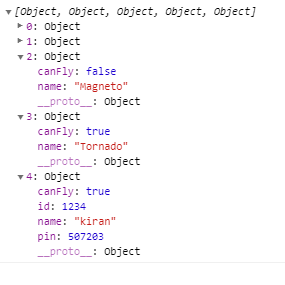 [Object, Object, Object, Object, Object]
0: Object
1: Object
2: Object
canFly: false
name: "Magneto"
__proto__: Object
3: Object
canFly: true
name: "Tornado"
__proto__: Object
4: Object
canFly: true
id: 1234
name: "kiran"
pin: 507203
__proto__: Object